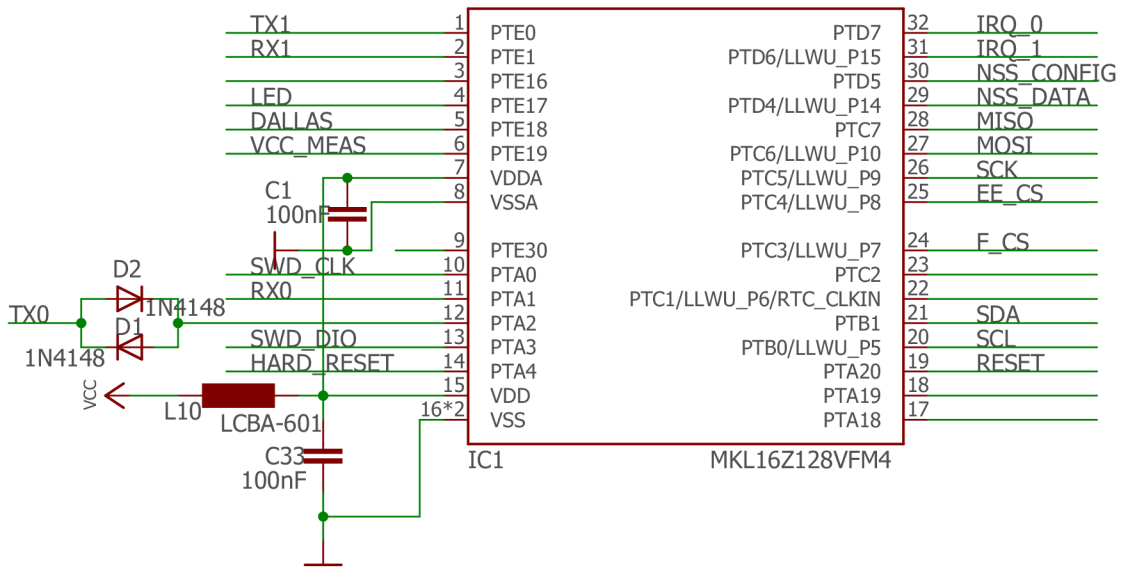 TX1 1 PTE0 PTD7 32 IRQ_0
RX1 2 PTE1 PTD6/LLWU_P15 31 IRQ_1
3 PTE16 PTD5 30 NSS_CONFIG
LED 4 PTE17 PTD4/LLWU_P14 29 NSS_DATA
DALLAS 5 PTE18 PTC7 28 MISO
VCC_MEAS 6 PTE19 PTC6/LLWU_P10 27 MOSI
7 VDDA PTC5/LLWU_P9 26 SCK
C1 8 VSSA PTC4/LLWU_P8 25 EE_CS
100nF
9 PTE30 PTC3/LLWU_P7 24 F_CS
D2 SWD_CLK 10 PTA0 PTC2 23
RX0 11 PTA1 PTC1/LLWU_P6/RTC_CLKIN 22
1N4148
TX0 12 PTA2 PTB1 21 SDA
D1 SWD_DIO 13 PTA3 PTB0/LLWU_P5 20 SCL
1N4148 HARD_RESET 14 PTA4 PTA20 19 RESET
VCC 15 VDD PTA19 18
L10 16*2 VSS PTA18 17
LCBA-601
C33 IC1 MKL16Z128VFM4
100nF